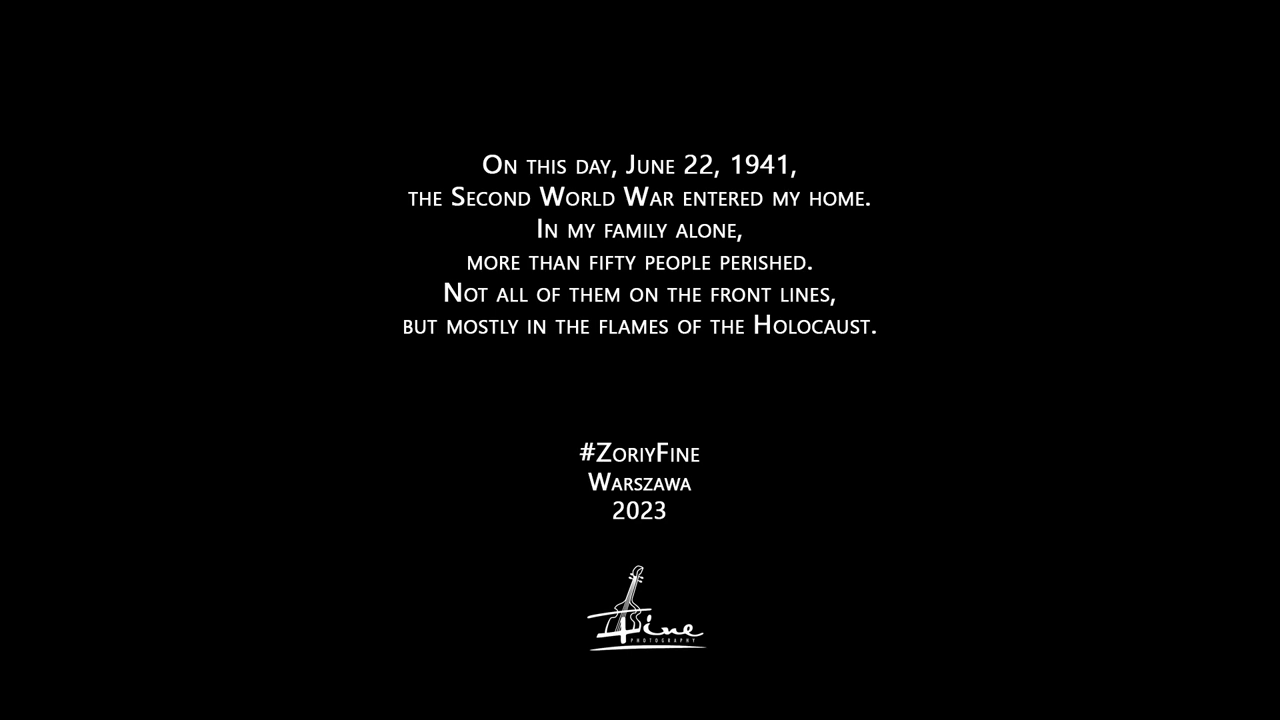 On this day, June 22, 1941,
the Second World War entered my home.
In my family alone,
more than fifty people perished.
Not all of them on the front lines,
but mostly in the flames of the Holocaust.
#ZoriyFine
Warszawa
2023
Fine
PHOTOGRAPHY